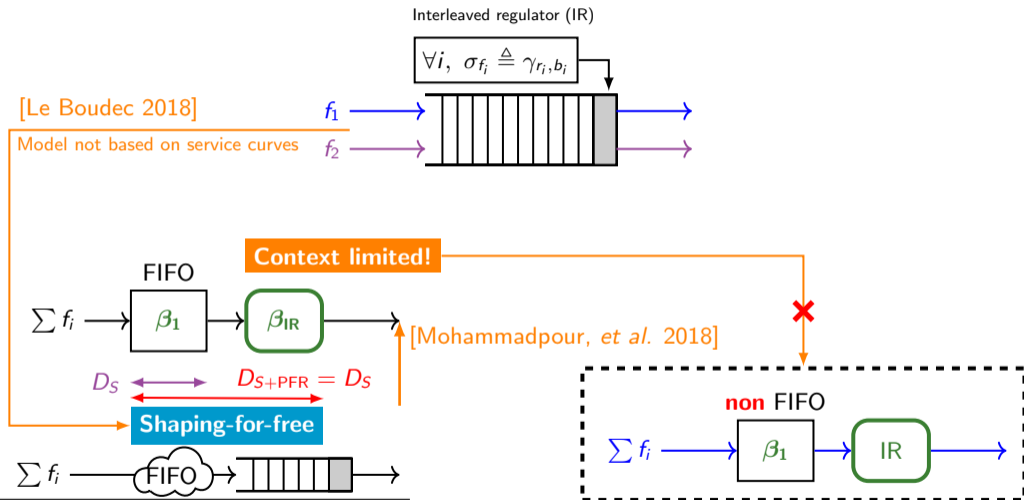 Interleaved regulator (IR)
∀i, σ_{f_i} ≜ γ_{r_i,b_i}
[Le Boudec 2018]
f_1
Model not based on service curves
f_2
Context limited!
FIFO
∑ f_i
β_1
β_IR
[Mohammadpour, et al. 2018]
D_S
D_{S+PFR} = D_S
Shaping-for-free
∑ f_i
FIFO
non FIFO
∑ f_i
β_1
IR